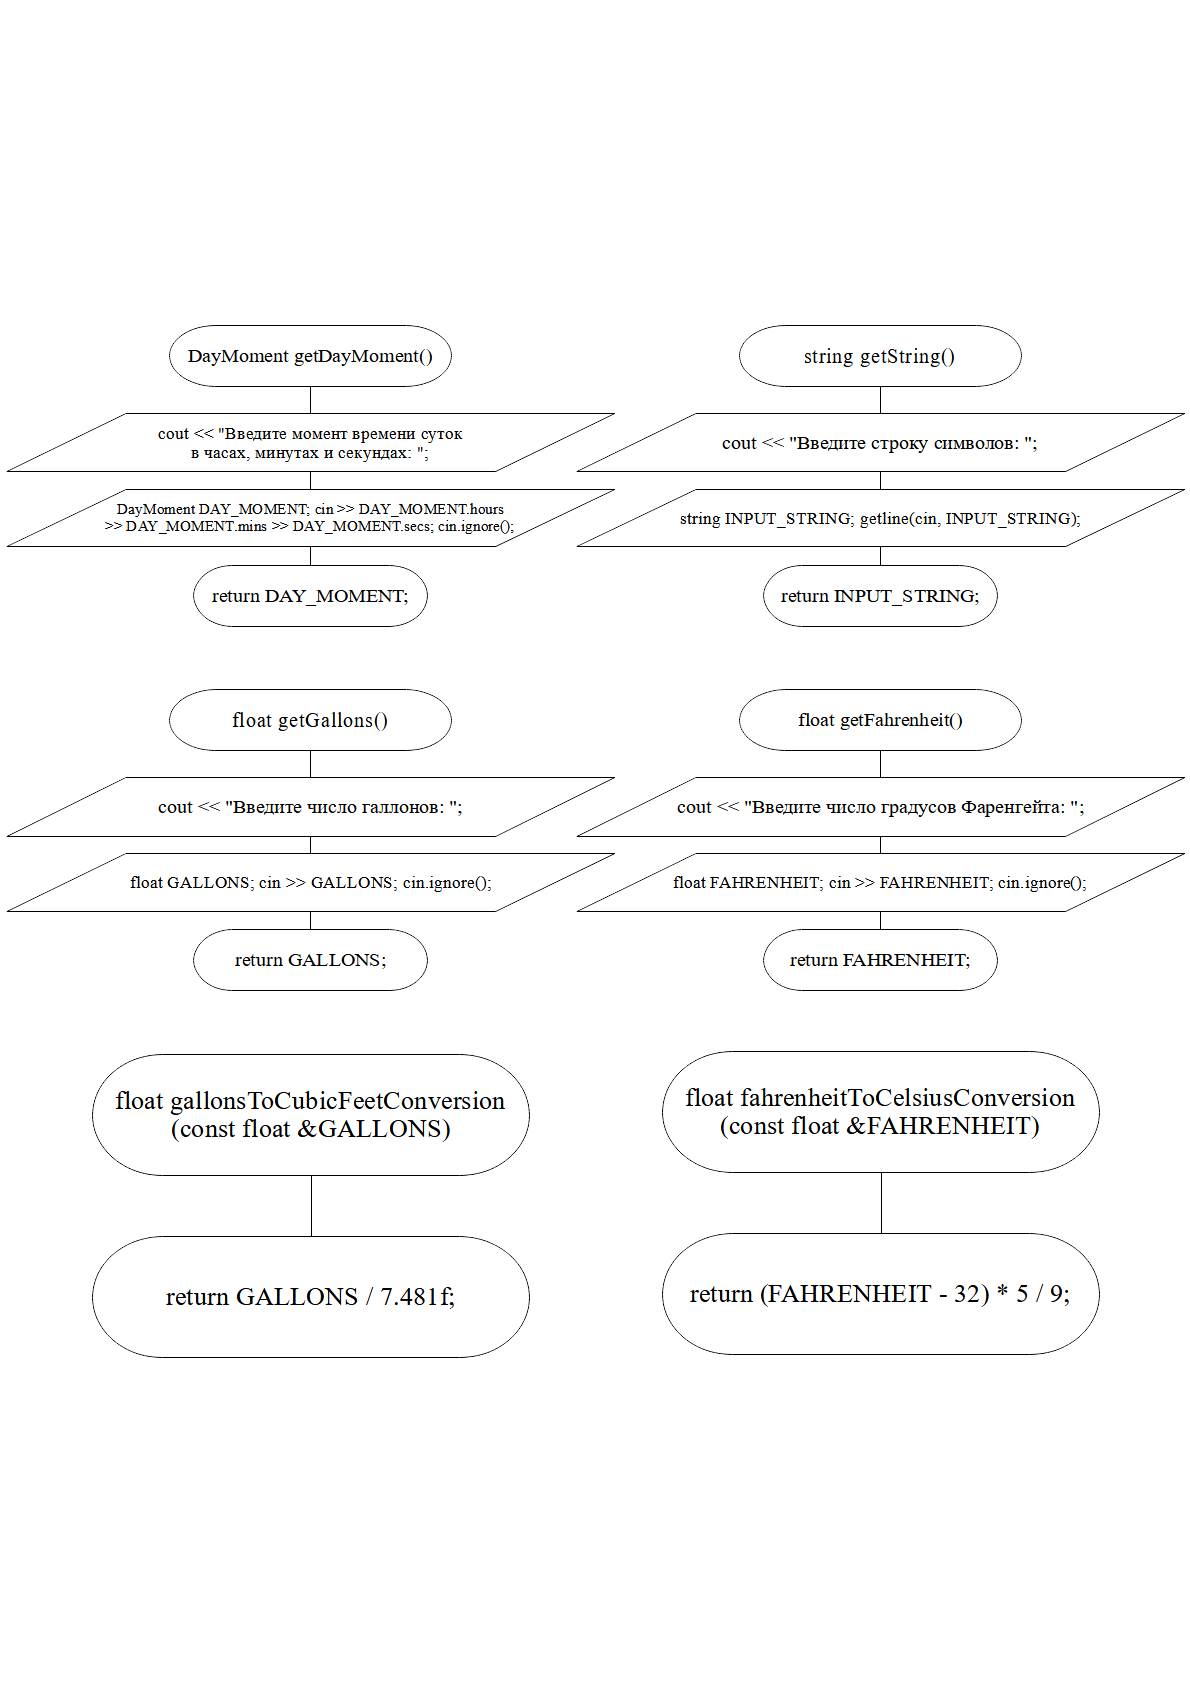 DayMoment getDayMoment()
cout << "Введите момент времени суток
в часах, минутах и секундах: ";
DayMoment DAY_MOMENT; cin >> DAY_MOMENT.hours
>> DAY_MOMENT.mins >> DAY_MOMENT.secs; cin.ignore();
return DAY_MOMENT;
string getString()
cout << "Введите строку символов: ";
string INPUT_STRING; getline(cin, INPUT_STRING);
return INPUT_STRING;
float getGallons()
cout << "Введите число галлонов: ";
float GALLONS; cin >> GALLONS; cin.ignore();
return GALLONS;
float getFahrenheit()
cout << "Введите число градусов Фаренгейта: ";
float FAHRENHEIT; cin >> FAHRENHEIT; cin.ignore();
return FAHRENHEIT;
float gallonsToCubicFeetConversion
(const float &GALLONS)
return GALLONS / 7.481f;
float fahrenheitToCelsiusConversion
(const float &FAHRENHEIT)
return (FAHRENHEIT - 32) * 5 / 9;